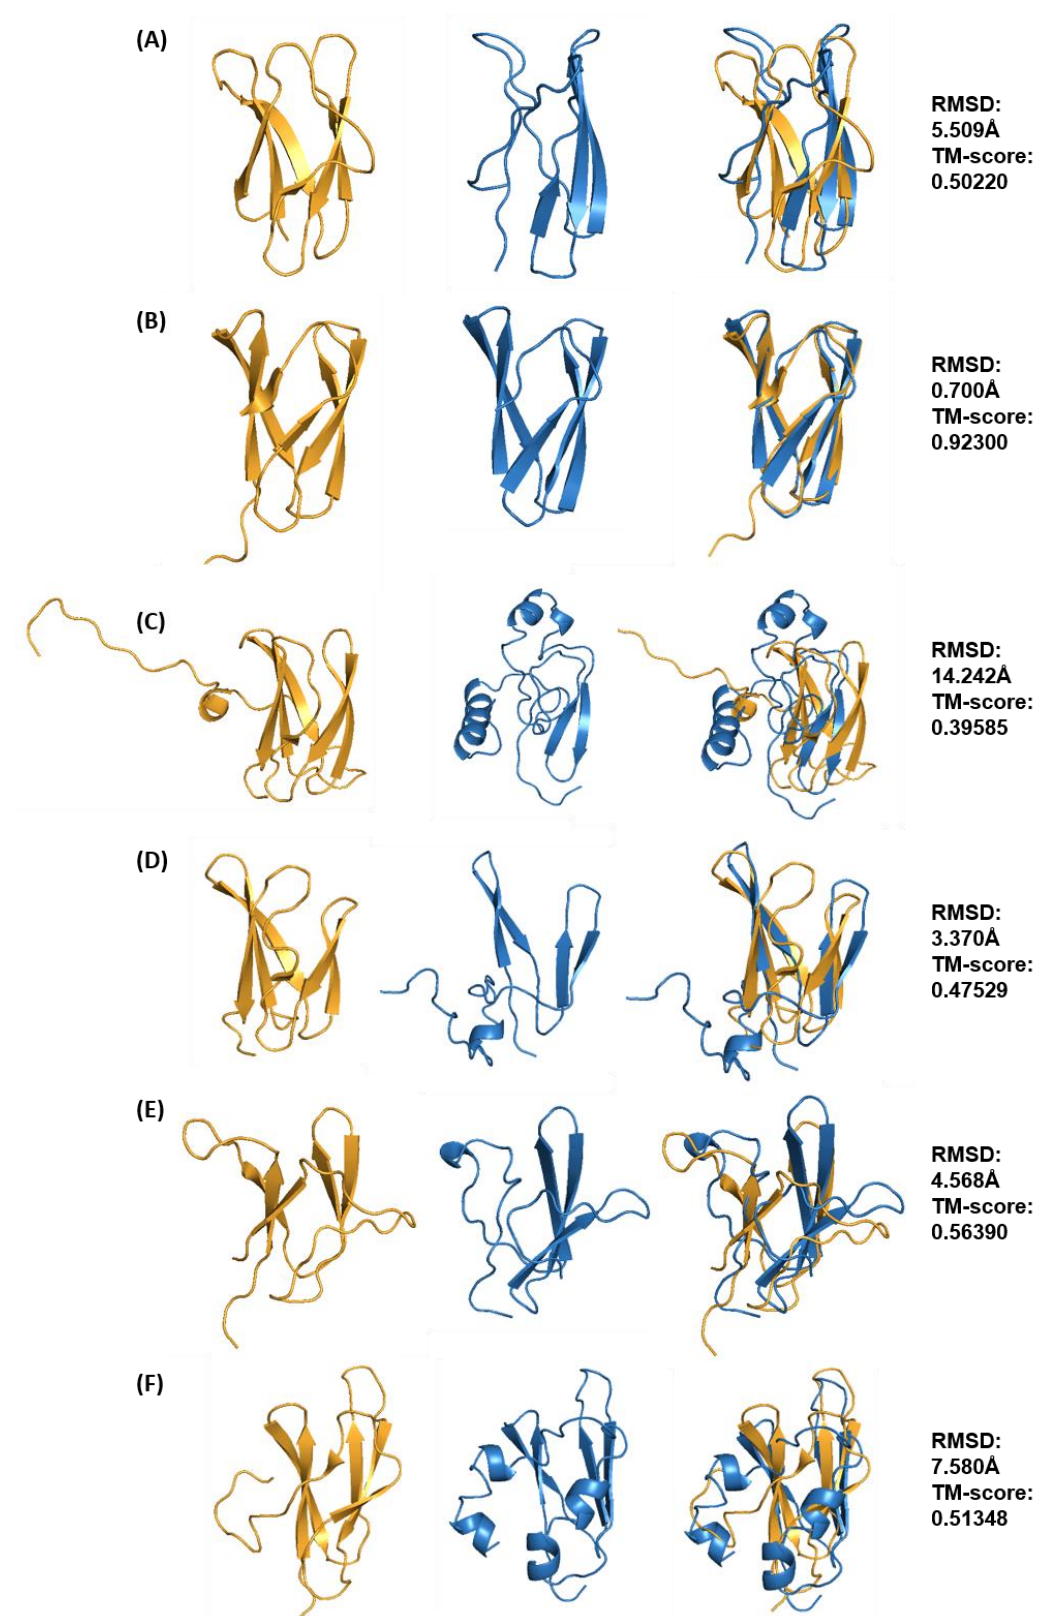 (A)
RMSD:
5.509Å
TM-score:
0.50220
(B)
RMSD:
0.700Å
TM-score:
0.92300
(C)
RMSD:
14.242Å
TM-score:
0.39585
(D)
RMSD:
3.370Å
TM-score:
0.47529
(E)
RMSD:
4.568Å
TM-score:
0.56390
(F)
RMSD:
7.580Å
TM-score:
0.51348